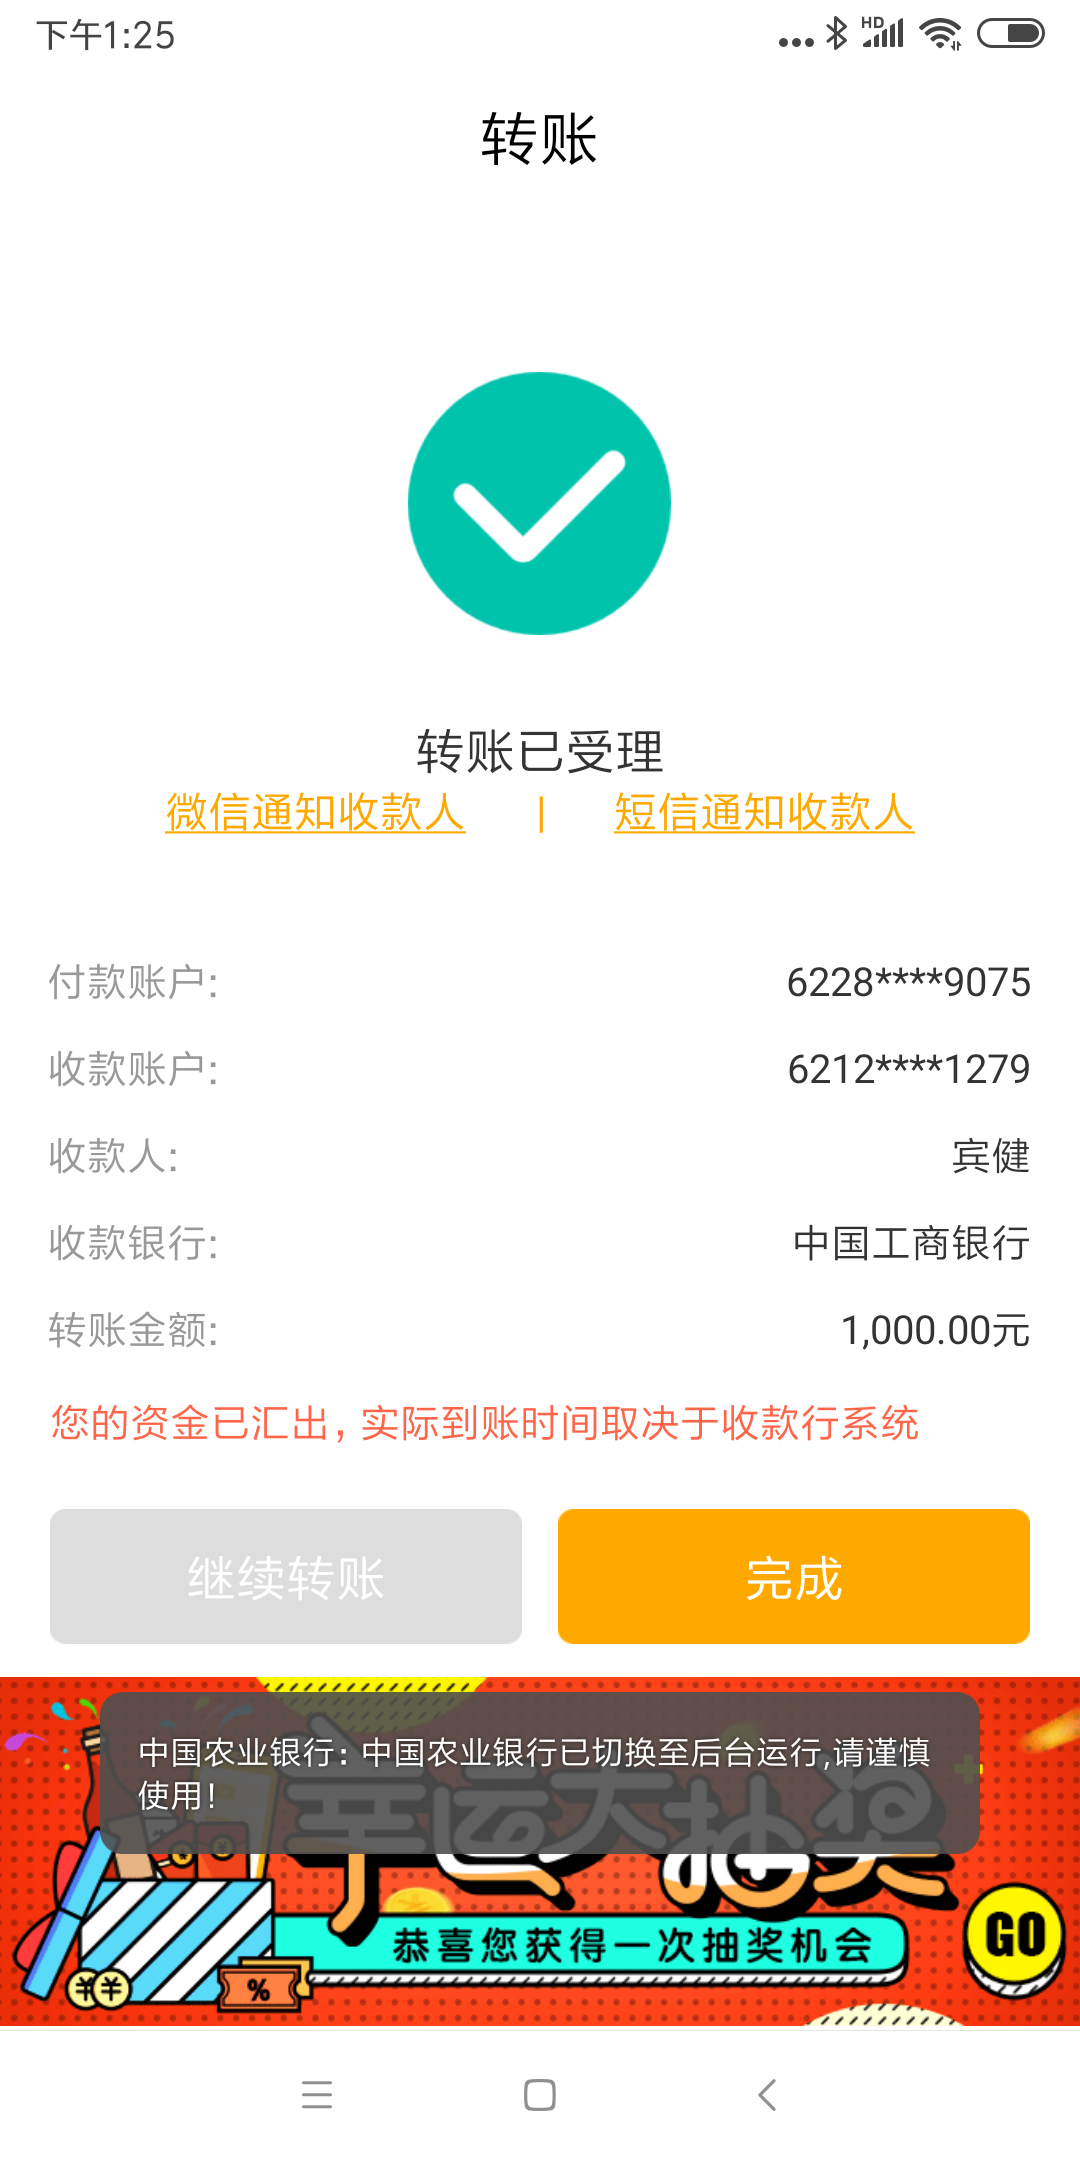 下午1:25
HD
转账
转账已受理
微信通知收款人 | 短信通知收款人
付款账户: 6228****9075
收款账户: 6212****1279
收款人: 宾健
收款银行: 中国工商银行
转账金额: 1,000.00元
您的资金已汇出，实际到账时间取决于收款行系统
继续转账 完成
中国农业银行：中国农业银行已切换至后台运行,请谨慎
使用！
幸运大抽奖
恭喜您获得一次抽奖机会
GO
¥¥
%